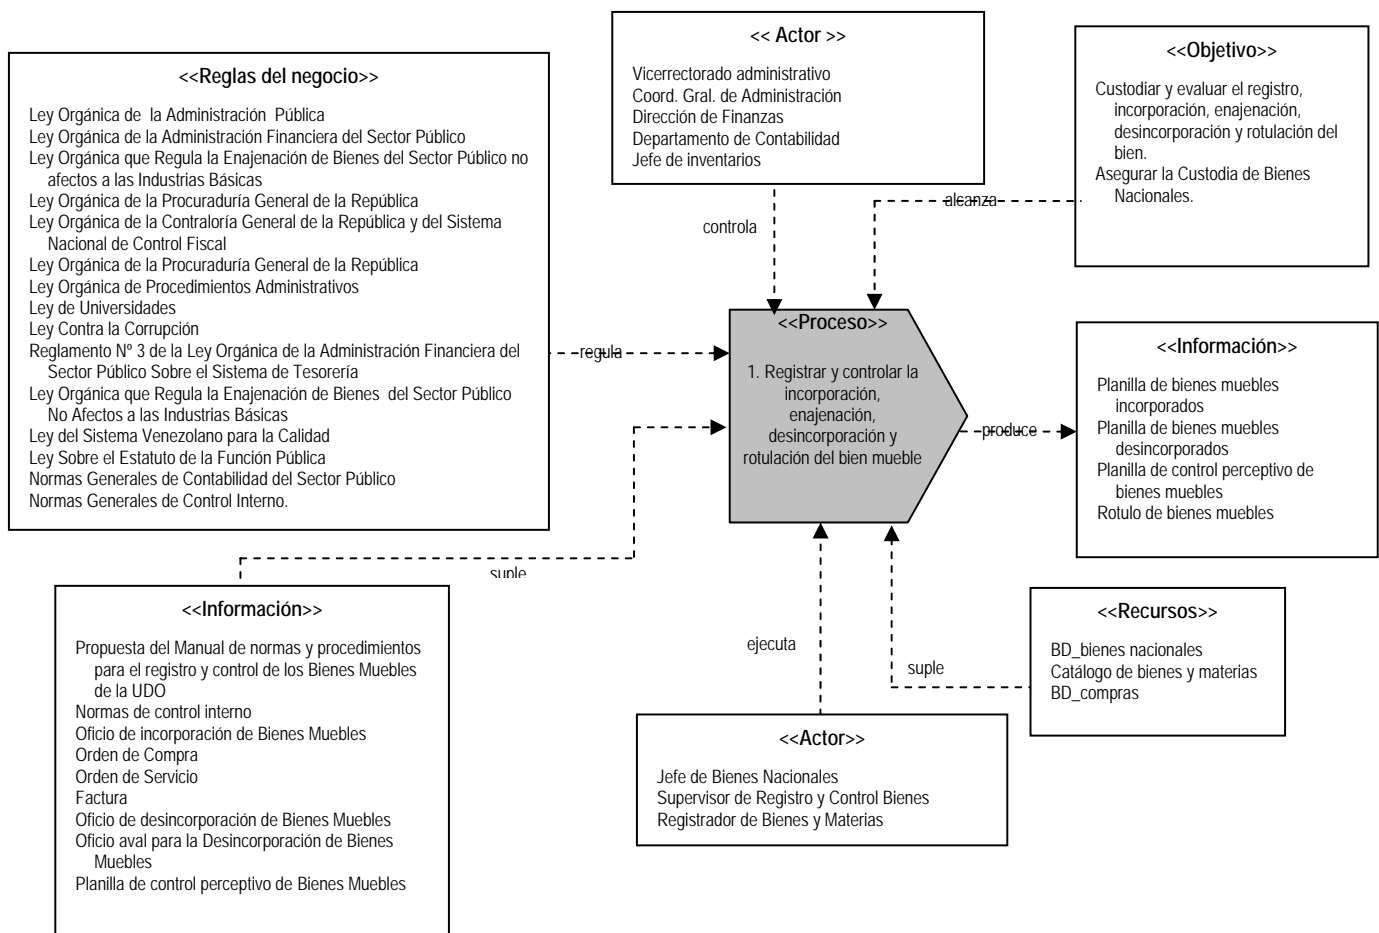 <<Reglas del negocio>>
Ley Orgánica de  la Administración  Pública
Ley Orgánica de la Administración Financiera del Sector Público
Ley Orgánica que Regula la Enajenación de Bienes del Sector Público no
afectos a las Industrias Básicas
Ley Orgánica de la Procuraduría General de la República
Ley Orgánica de la Contraloría General de la República y del Sistema
Nacional de Control Fiscal
Ley Orgánica de la Procuraduría General de la República
Ley Orgánica de Procedimientos Administrativos
Ley de Universidades
Ley Contra la Corrupción
Reglamento Nº 3 de la Ley Orgánica de la Administración Financiera del
Sector Público Sobre el Sistema de Tesorería
Ley Orgánica que Regula la Enajenación de Bienes  del Sector Público
No Afectos a las Industrias Básicas
Ley del Sistema Venezolano para la Calidad
Ley Sobre el Estatuto de la Función Pública
Normas Generales de Contabilidad del Sector Público
Normas Generales de Control Interno.
<< Actor >>
Vicerrectorado administrativo
Coord. Gral. de Administración
Dirección de Finanzas
Departamento de Contabilidad
Jefe de inventarios
<<Objetivo>>
Custodiar y evaluar el registro,
incorporación, enajenación,
desincorporación y rotulación del
bien.
Asegurar la Custodia de Bienes
Nacionales.
controla
alcanza
regula
<<Proceso>>
1. Registrar y controlar la
incorporación,
enajenación,
desincorporación y
rotulación del bien mueble
produce
<<Información>>
Planilla de bienes muebles
incorporados
Planilla de bienes muebles
desincorporados
Planilla de control perceptivo de
bienes muebles
Rotulo de bienes muebles
suple
<<Información>>
Propuesta del Manual de normas y procedimientos
para el registro y control de los Bienes Muebles
de la UDO
Normas de control interno
Oficio de incorporación de Bienes Muebles
Orden de Compra
Orden de Servicio
Factura
Oficio de desincorporación de Bienes Muebles
Oficio aval para la Desincorporación de Bienes
Muebles
Planilla de control perceptivo de Bienes Muebles
ejecuta
suple
<<Actor>>
Jefe de Bienes Nacionales
Supervisor de Registro y Control Bienes
Registrador de Bienes y Materias
<<Recursos>>
BD_bienes nacionales
Catálogo de bienes y materias
BD_compras